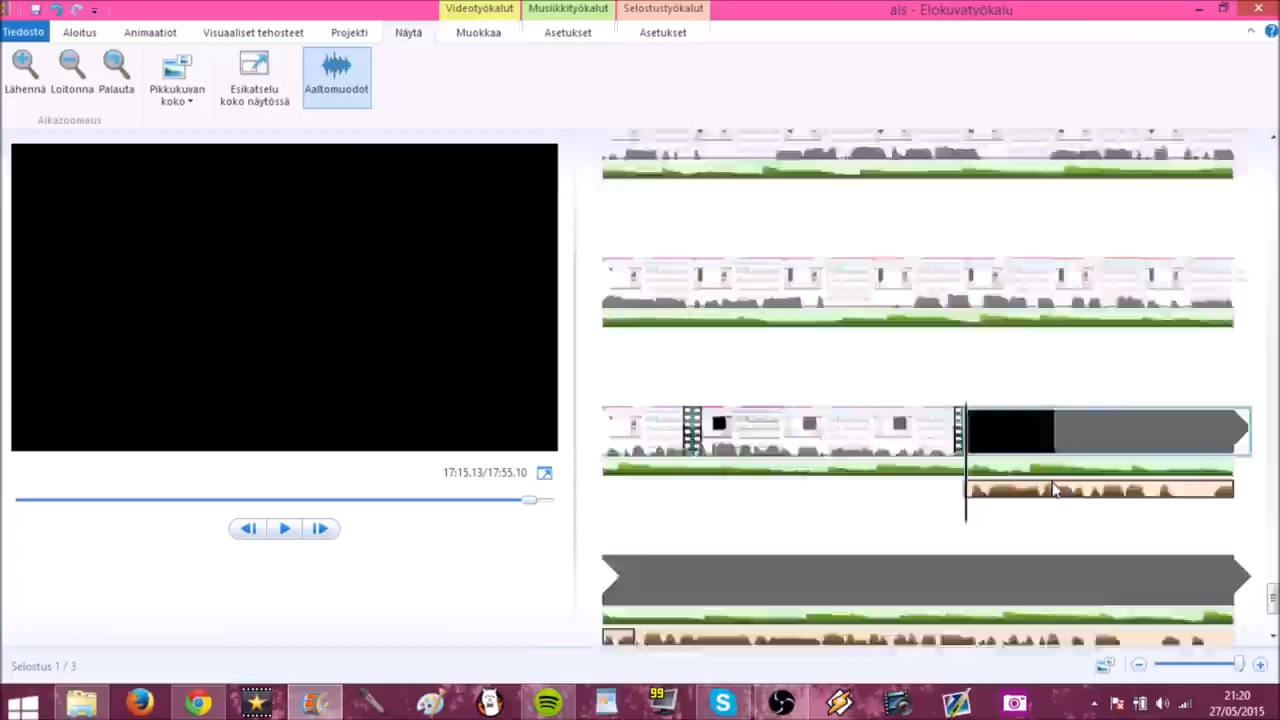 Videotyökalut Musiikkityökalut Selostustyökalut
als - Elokuvatyökalu
Tiedosto Aloitus Animaatiot Visuaaliset tehosteet Projekti Näytä Muokkaa Asetukset Asetukset
Lähennä Loitonna Palauta Pikkukuvan koko Esikatselu koko näytössä Aaltomuodot
Aikazoomaus
17:15.13/17:55.10
Selostus 1 / 3
99
21:20
27/05/2015